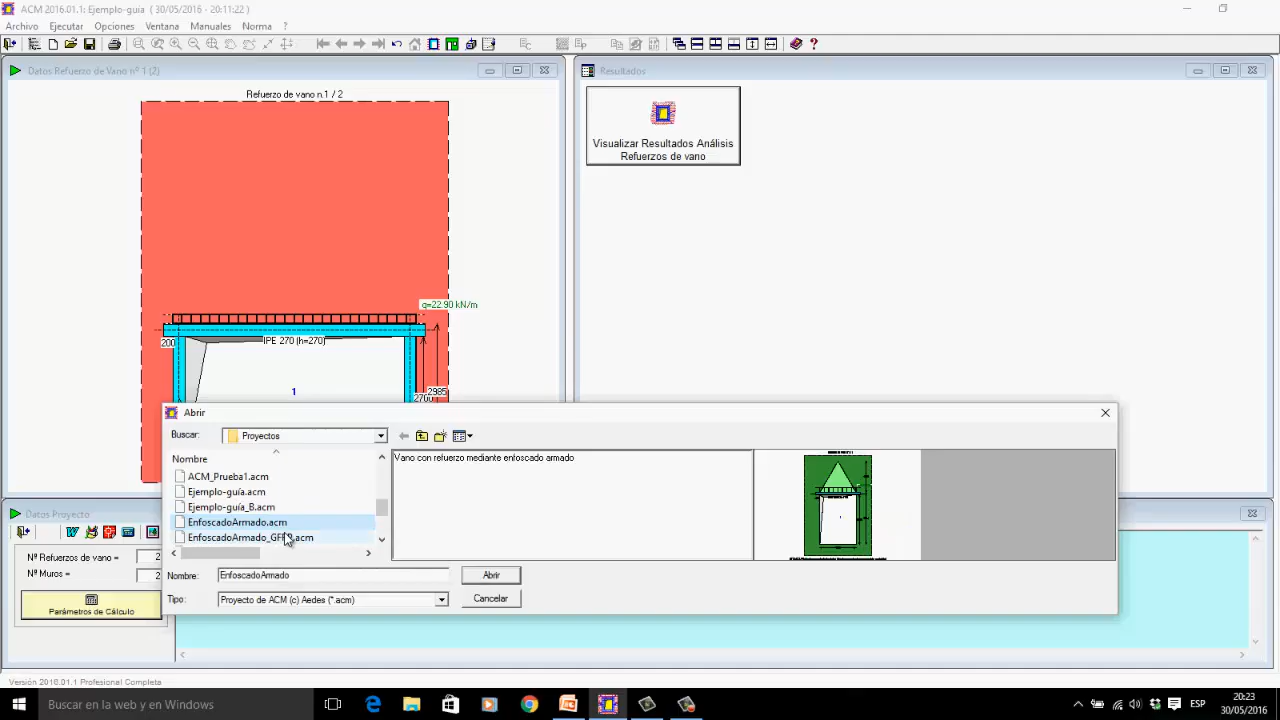 ACM 2016.01.1: Ejemplo-guía ( 30/05/2016 - 20:11:22 )
Archivo Ejecutar Opciones Ventana Manuales Norma ?
Datos Refuerzo de Vano nº 1 (2)
Resultados
Refuerzo de vano n.1 / 2
Visualizar Resultados Análisis
Refuerzos de vano
q=22.90 kN/m
200
IPE 270 (h=270)
1
2985
2700
Abrir
Buscar:
Proyectos
Nombre
ACM_Prueba1.acm
Ejemplo-guía.acm
Ejemplo-guía_B.acm
EnfoscadoArmado.acm
Vano con refuerzo mediante enfoscado armado
Nombre:
EnfoscadoArmado
Abrir
Tipo:
Proyecto de ACM (c) Aedes (*.acm)
Cancelar
Datos Proyecto
Nº Refuerzos de vano =
2
Nº Muros =
2
Parámetros de Cálculo
Versión 2016.01.1 Profesional Completa
Buscar en la web y en Windows
ESP
20:23
30/05/2016